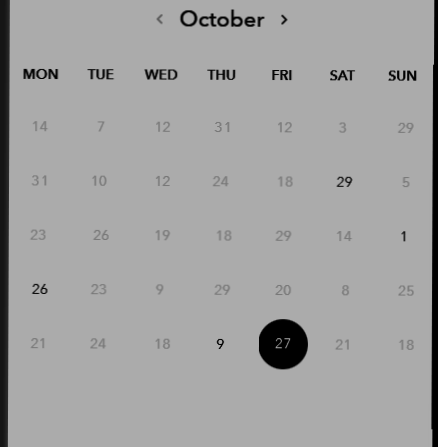 ‹ October ›
MON TUE WED THU FRI SAT SUN
14 7 12 31 12 3 29
31 10 12 24 18 29 5
23 26 19 18 29 14 1
26 23 9 29 20 8 25
21 24 18 9 27 21 18